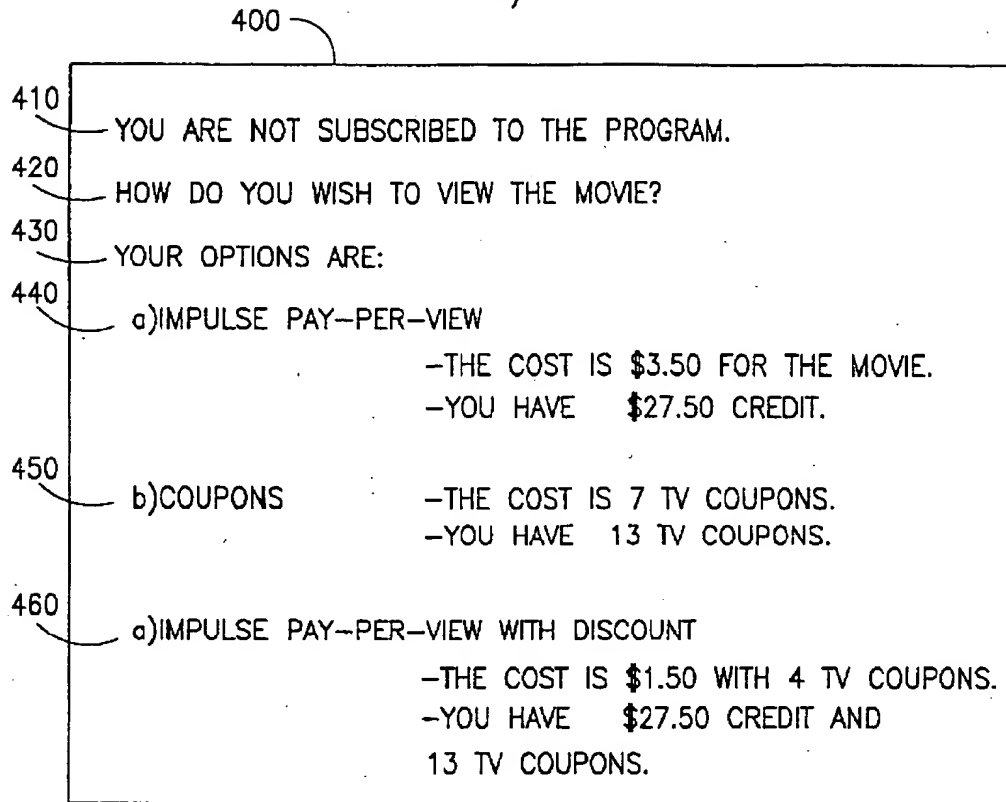 400
410
YOU ARE NOT SUBSCRIBED TO THE PROGRAM.
420
HOW DO YOU WISH TO VIEW THE MOVIE?
430
YOUR OPTIONS ARE:
440
a)IMPULSE PAY-PER-VIEW
-THE COST IS $3.50 FOR THE MOVIE.
-YOU HAVE $27.50 CREDIT.
450
b)COUPONS -THE COST IS 7 TV COUPONS.
-YOU HAVE 13 TV COUPONS.
460
a)IMPULSE PAY-PER-VIEW WITH DISCOUNT
-THE COST IS $1.50 WITH 4 TV COUPONS.
-YOU HAVE $27.50 CREDIT AND
13 TV COUPONS.